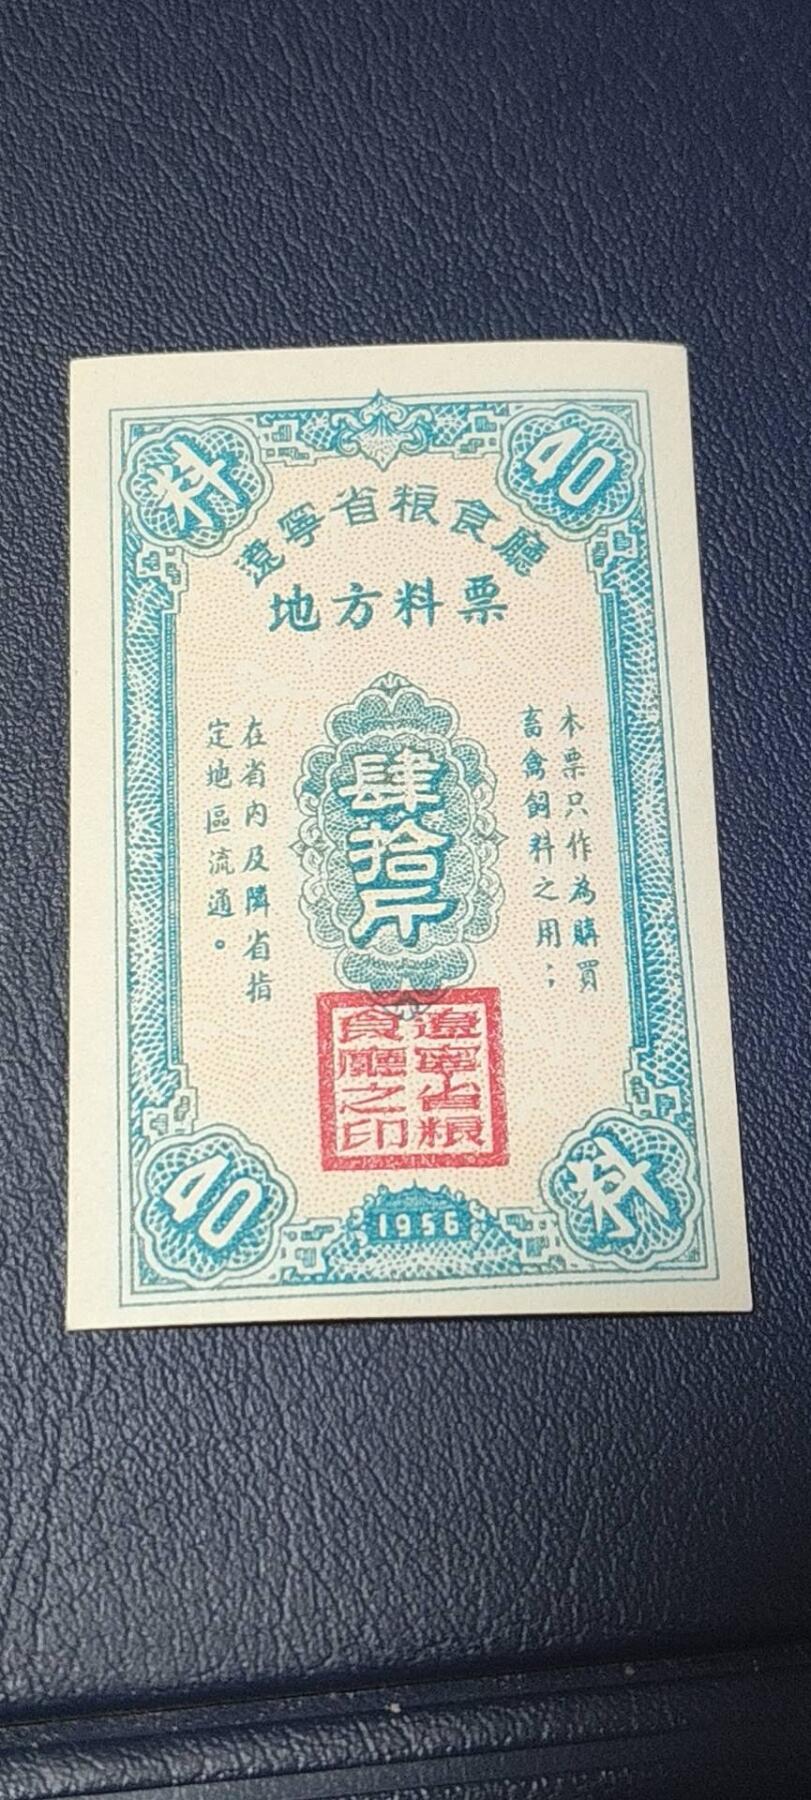 料
40
遼寧省粮食廳
地方料票
本票只作為購買
畜禽飼料之用；
肆拾斤
在省内及隣省指
定地區流通。
遼寧省粮
食廳之印
40
1956
料